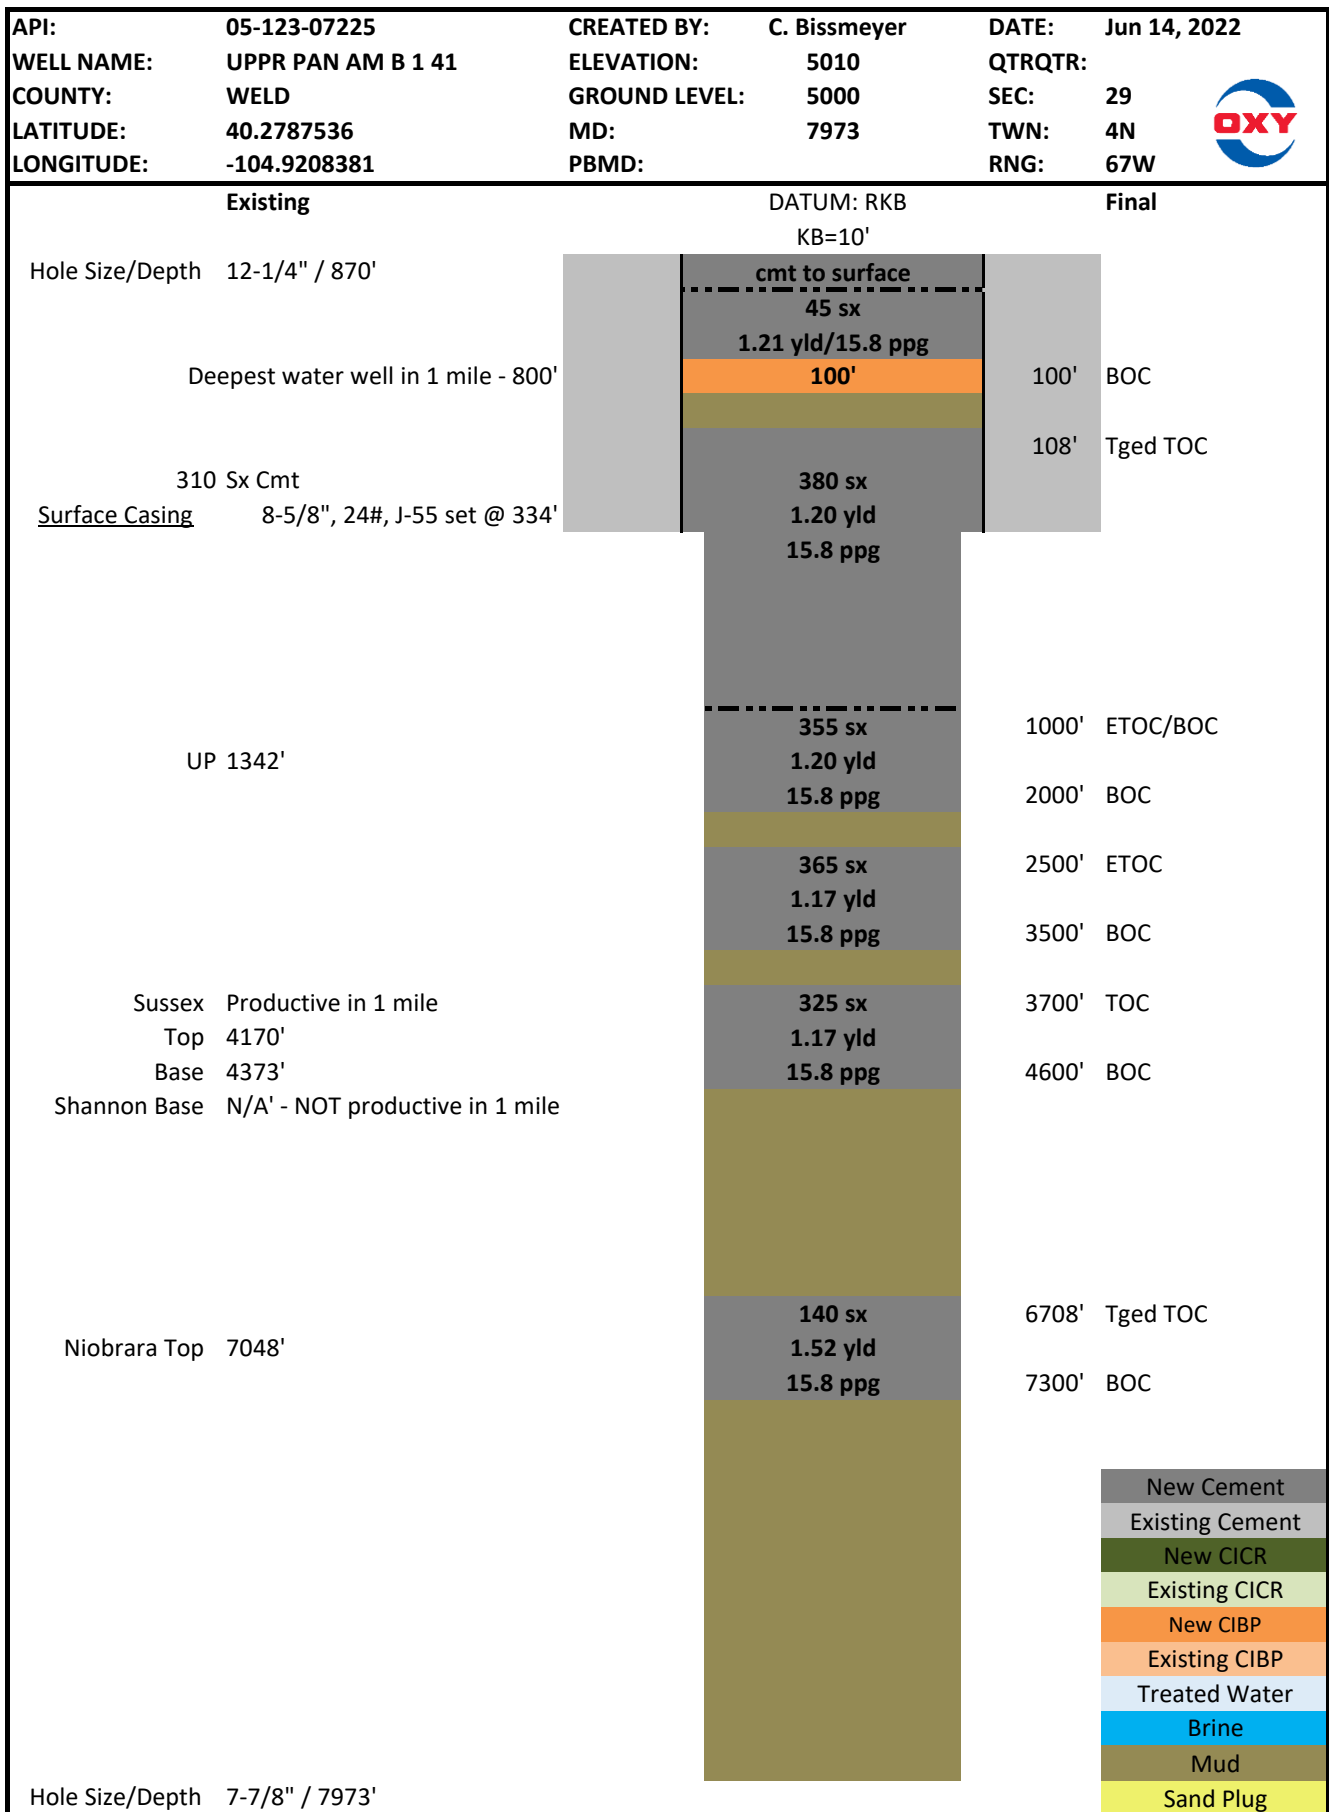 API: 05-123-07225 CREATED BY: C. Bissmeyer DATE: Jun 14, 2022
WELL NAME: UPPR PAN AM B 1 41 ELEVATION: 5010 QTRQTR:
COUNTY: WELD GROUND LEVEL: 5000 SEC: 29
LATITUDE: 40.2787536 MD: 7973 TWN: 4N
LONGITUDE: -104.9208381 PBMD: RNG: 67W
OXY
Existing DATUM: RKB Final
KB=10'
Hole Size/Depth 12-1/4" / 870' cmt to surface
45 sx
1.21 yld/15.8 ppg
Deepest water well in 1 mile - 800' 100' 100' BOC
108' Tged TOC
310 Sx Cmt 380 sx
Surface Casing 8-5/8", 24#, J-55 set @ 334' 1.20 yld
15.8 ppg
355 sx 1000' ETOC/BOC
UP 1342' 1.20 yld
15.8 ppg 2000' BOC
365 sx 2500' ETOC
1.17 yld
15.8 ppg 3500' BOC
Sussex Productive in 1 mile 325 sx 3700' TOC
Top 4170' 1.17 yld
Base 4373' 15.8 ppg 4600' BOC
Shannon Base N/A' - NOT productive in 1 mile
140 sx 6708' Tged TOC
Niobrara Top 7048' 1.52 yld
15.8 ppg 7300' BOC
New Cement
Existing Cement
New CICR
Existing CICR
New CIBP
Existing CIBP
Treated Water
Brine
Mud
Hole Size/Depth 7-7/8" / 7973' Sand Plug